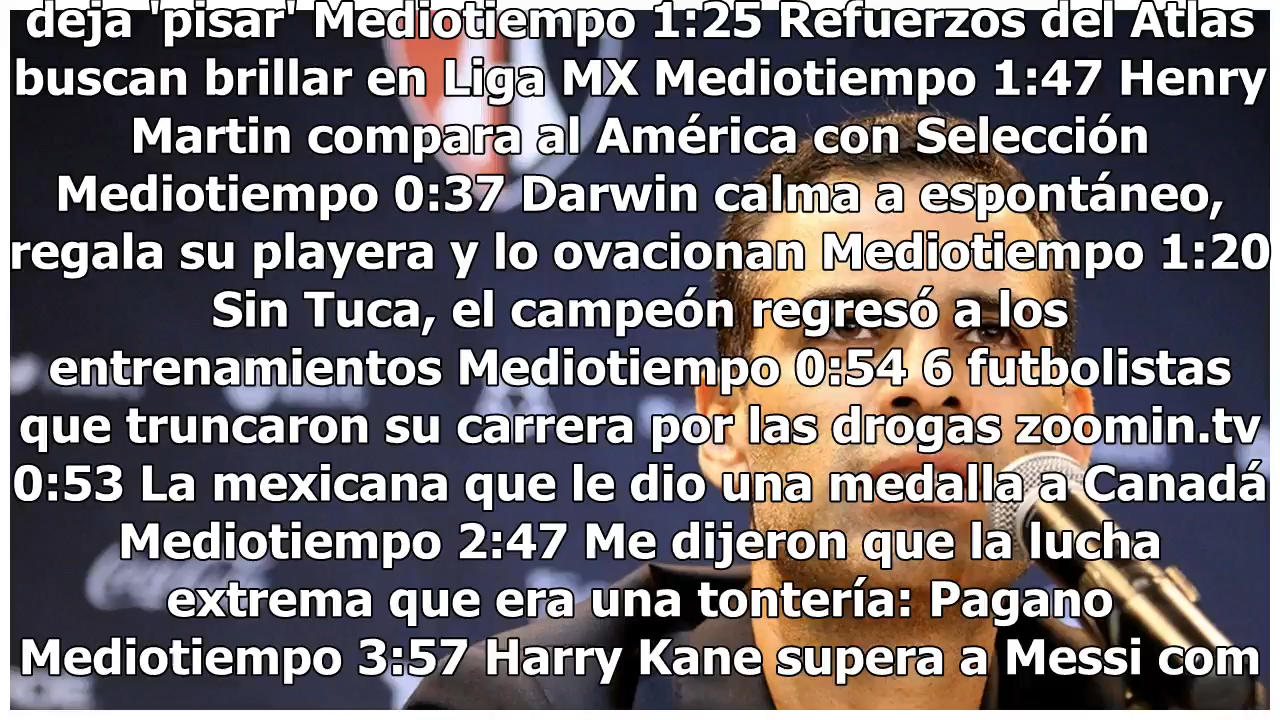 deja 'pisar' Mediotiempo 1:25 Refuerzos del Atlas
buscan brillar en Liga MX Mediotiempo 1:47 Henry
Martin compara al América con Selección
Mediotiempo 0:37 Darwin calma a espontáneo,
regala su playera y lo ovacionan Mediotiempo 1:20
Sin Tuca, el campeón regresó a los
entrenamientos Mediotiempo 0:54 6 futbolistas
que truncaron su carrera por las drogas zoomin.tv
0:53 La mexicana que le dio una medalla a Canadá
Mediotiempo 2:47 Me dijeron que la lucha
extrema que era una tontería: Pagano
Mediotiempo 3:57 Harry Kane supera a Messi com